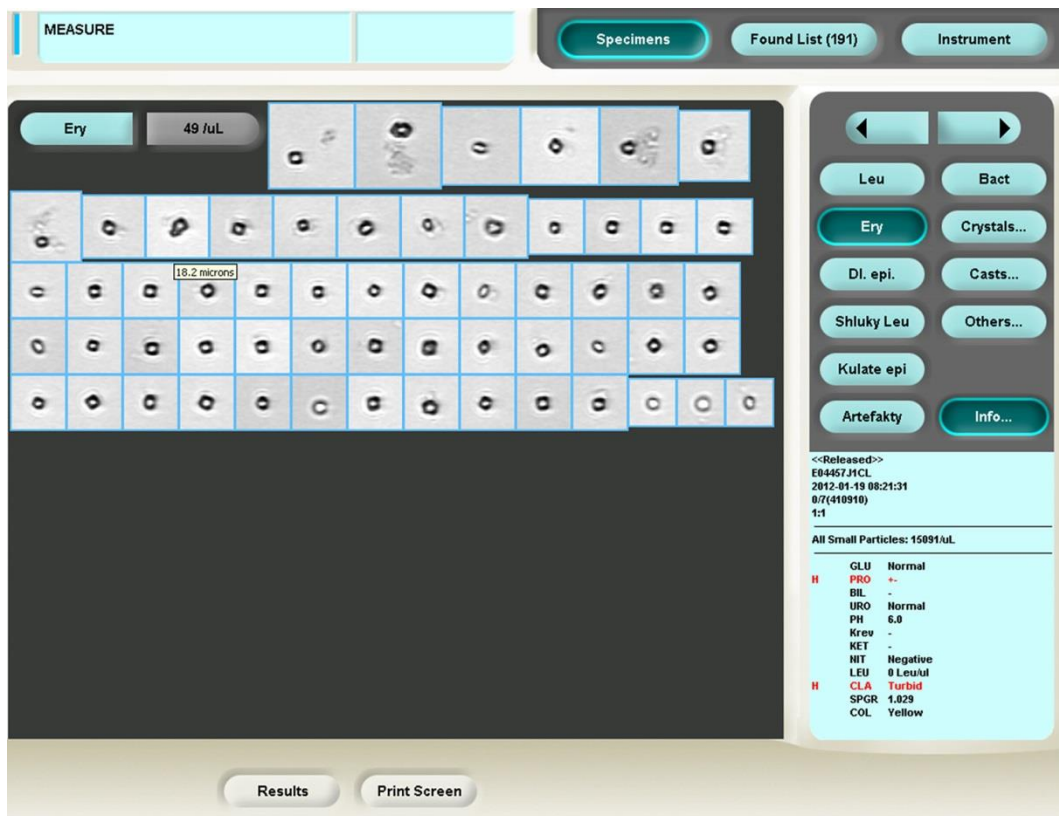 MEASURE
Specimens
Found List (191)
Instrument
Ery
49 /uL
18.2 microns
Leu
Bact
Ery
Crystals...
Dl. epi.
Casts...
Shluky Leu
Others...
Kulate epi
Artefakty
Info...
<<Released>>
E04457J1CL
2012-01-19 08:21:31
0/7(410910)
1:1
All Small Particles: 15091/uL
GLU Normal
H PRO +-
BIL -
URO Normal
PH 6.0
Krev -
KET -
NIT Negative
LEU 0 Leu/ul
H CLA Turbid
SPGR 1.029
COL Yellow
Results
Print Screen